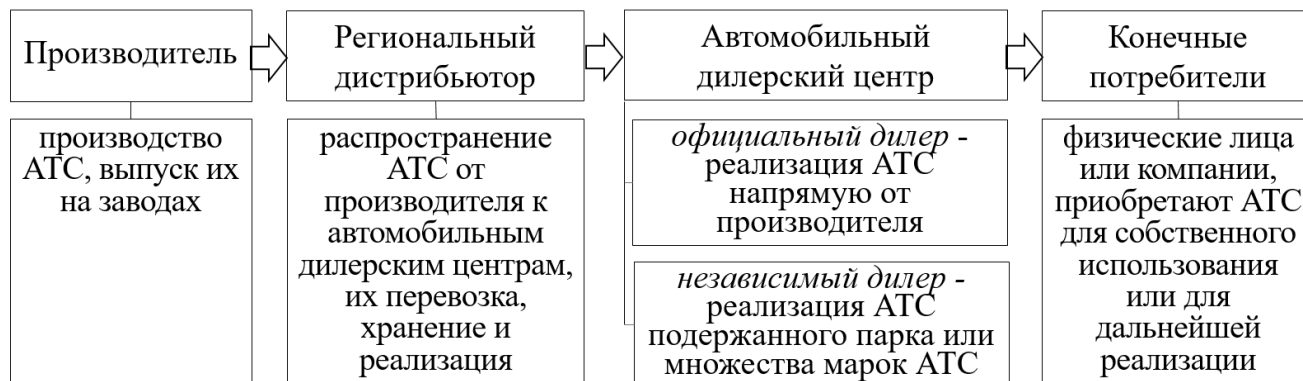 Производитель
Региональный
дистрибьютор
Автомобильный
дилерский центр
Конечные
потребители
производство
АТС, выпуск их
на заводах
распространение
АТС от
производителя к
автомобильным
дилерским центрам,
их перевозка,
хранение и
реализация
официальный дилер -
реализация АТС
напрямую от
производителя
независимый дилер -
реализация АТС
подержанного парка или
множества марок АТС
физические лица
или компании,
приобретают АТС
для собственного
использования
или для
дальнейшей
реализации